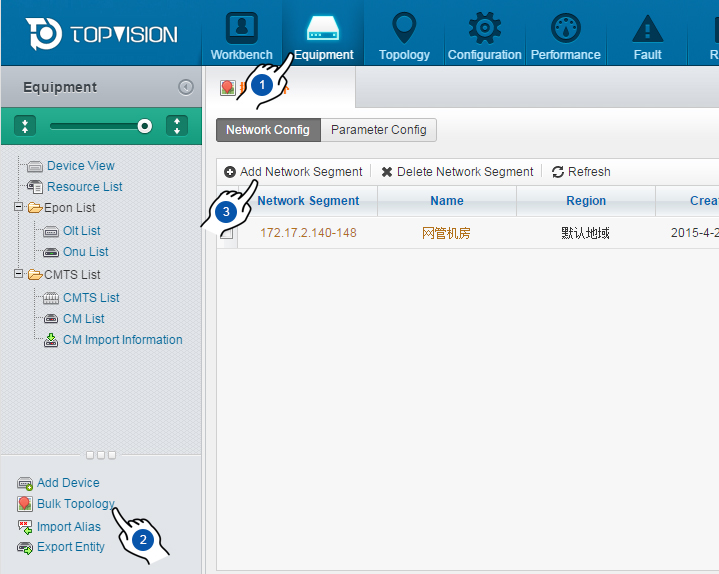 TOPVISION
Workbench
Equipment
Topology
Configuration
Performance
Fault
R
Equipment
1
Network Config
Parameter Config
Device View
Resource List
Epon List
Olt List
Onu List
CMTS List
CMTS List
CM List
CM Import Information
Add Network Segment
Delete Network Segment
Refresh
3
Network Segment
Name
Region
Crea
172.17.2.140-148
网管机房
默认地域
2015-4-2
Add Device
Bulk Topology
Import Alias
Export Entity
2